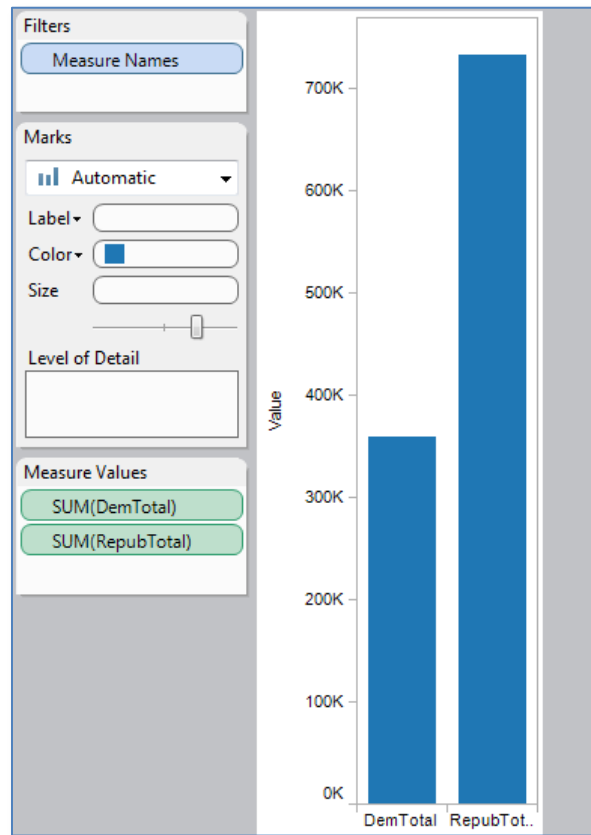 Filters
Measure Names
Marks
Automatic
Label
Color
Size
Level of Detail
Measure Values
SUM(DemTotal)
SUM(RepubTotal)
Value
700K
600K
500K
400K
300K
200K
100K
0K
DemTotal RepubTot..